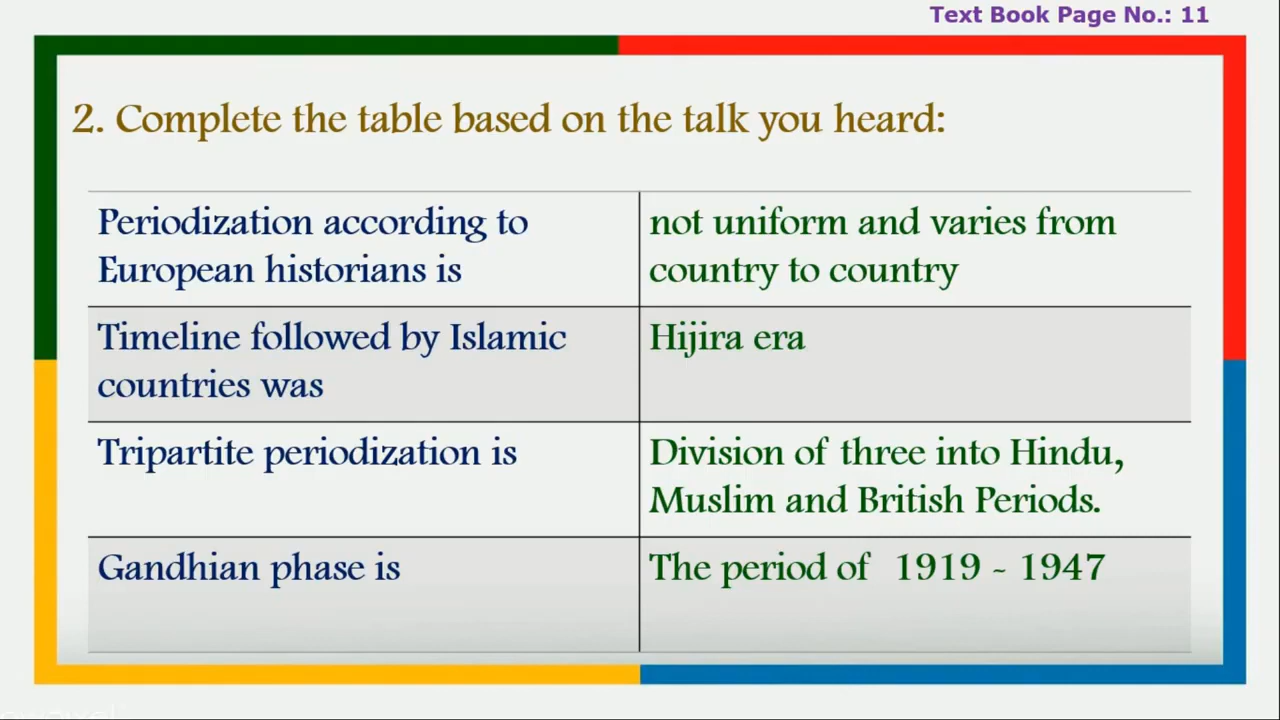 Text Book Page No.: 11
2. Complete the table based on the talk you heard:
Periodization according to
European historians is
not uniform and varies from
country to country
Timeline followed by Islamic
countries was
Hijira era
Tripartite periodization is
Division of three into Hindu,
Muslim and British Periods.
Gandhian phase is
The period of 1919 - 1947